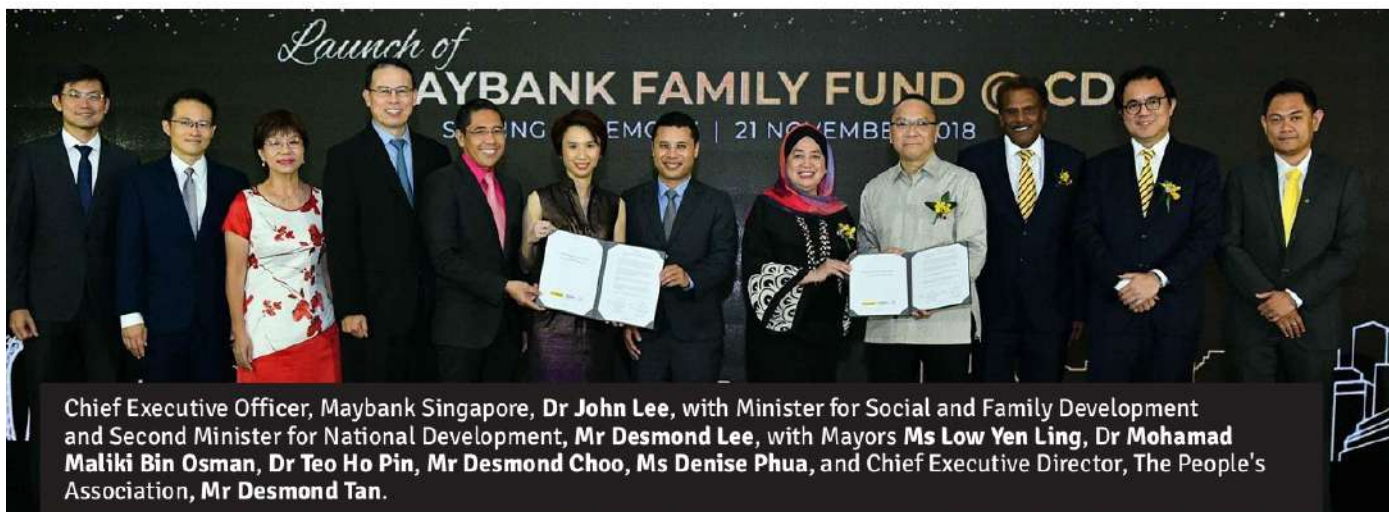 Launch of
AYBANK FAMILY FUND @ CD
21 NOVEMBE 018
Chief Executive Officer, Maybank Singapore, Dr John Lee, with Minister for Social and Family Development
and Second Minister for National Development, Mr Desmond Lee, with Mayors Ms Low Yen Ling, Dr Mohamad
Maliki Bin Osman, Dr Teo Ho Pin, Mr Desmond Choo, Ms Denise Phua, and Chief Executive Director, The People's
Association, Mr Desmond Tan.